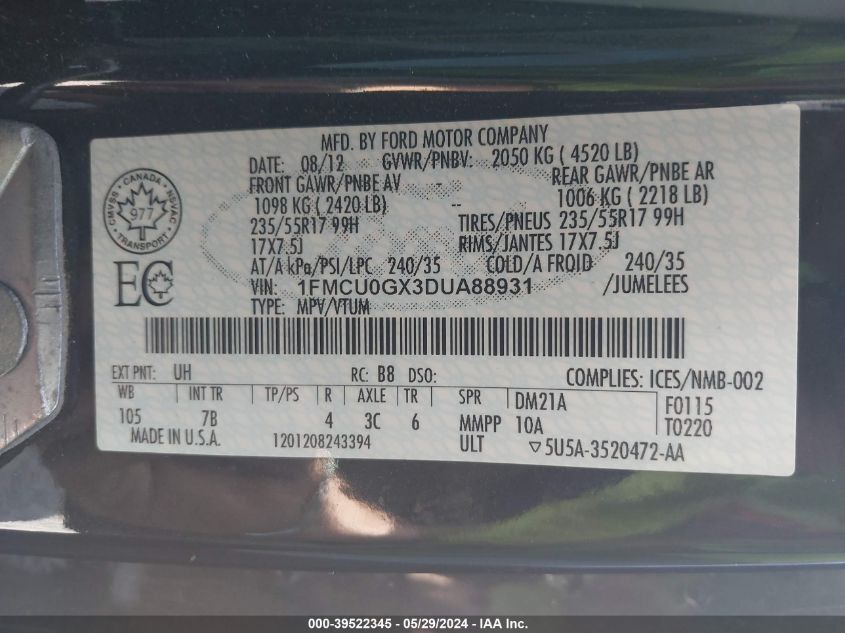 MFD. BY FORD MOTOR COMPANY
DATE: 08/12 GVWR/PNBV: 2050 KG ( 4520 LB)
FRONT GAWR/PNBE AV - REAR GAWR/PNBE AR
1098 KG ( 2420 LB) -- 1006 KG ( 2218 LB)
235/55R17 99H TIRES/PNEUS 235/55R17 99H
17X7.5J RIMS/JANTES 17X7.5J
AT/A kPa/PSI/LPC 240/35 COLD/A FROID 240/35
VIN: 1FMCU0GX3DUA88931 /JUMELEES
TYPE: MPV/VTUM
CANADA
CMVSS NSVAC
977
TRANSPORT
EC
EXT PNT: UH RC: B8 DSO: COMPLIES: ICES/NMB-002
WB INT TR TP/PS R AXLE TR SPR DM21A F0115
105 7B 4 3C 6 MMPP 10A T0220
MADE IN U.S.A. 1201208243394 ULT ▽5U5A-3520472-AA
000-39522345 - 05/29/2024 - IAA Inc.